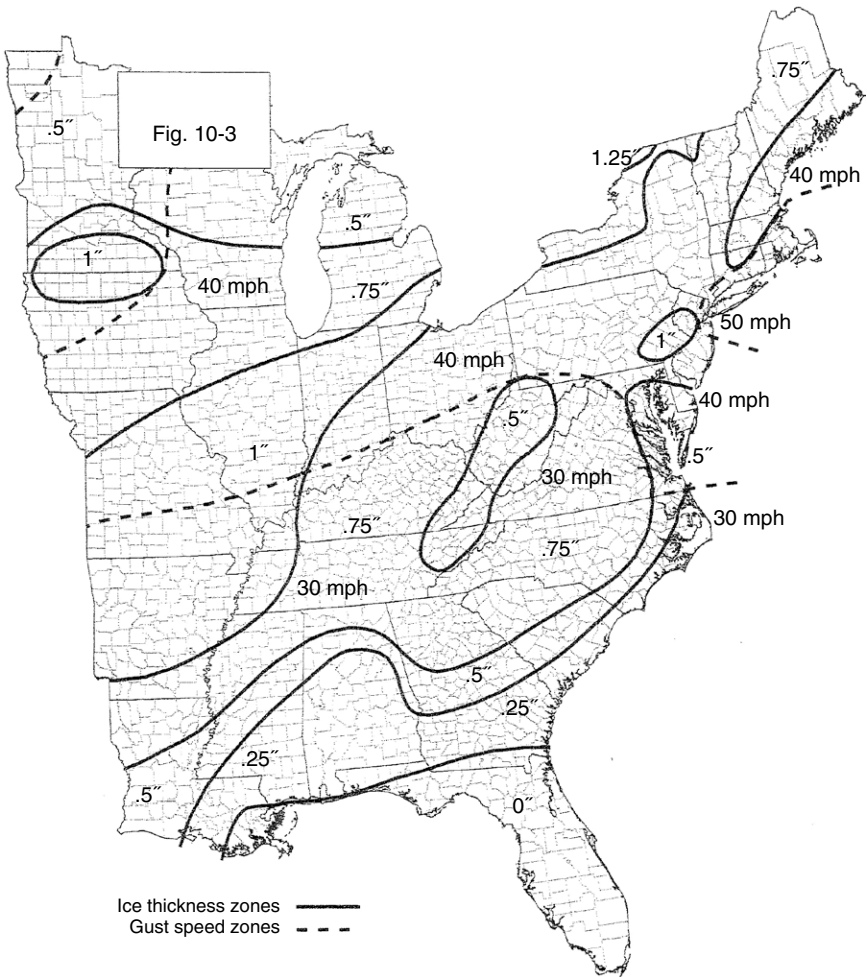 .75″
.5″
Fig. 10-3
1.25″
40 mph
.5″
1″
40 mph
.75″
50 mph
1″
40 mph
40 mph
.5″
.5″
1″
30 mph
30 mph
.75″
.75″
30 mph
.5″
.25″
.25″
.5″
0″
Ice thickness zones
Gust speed zones